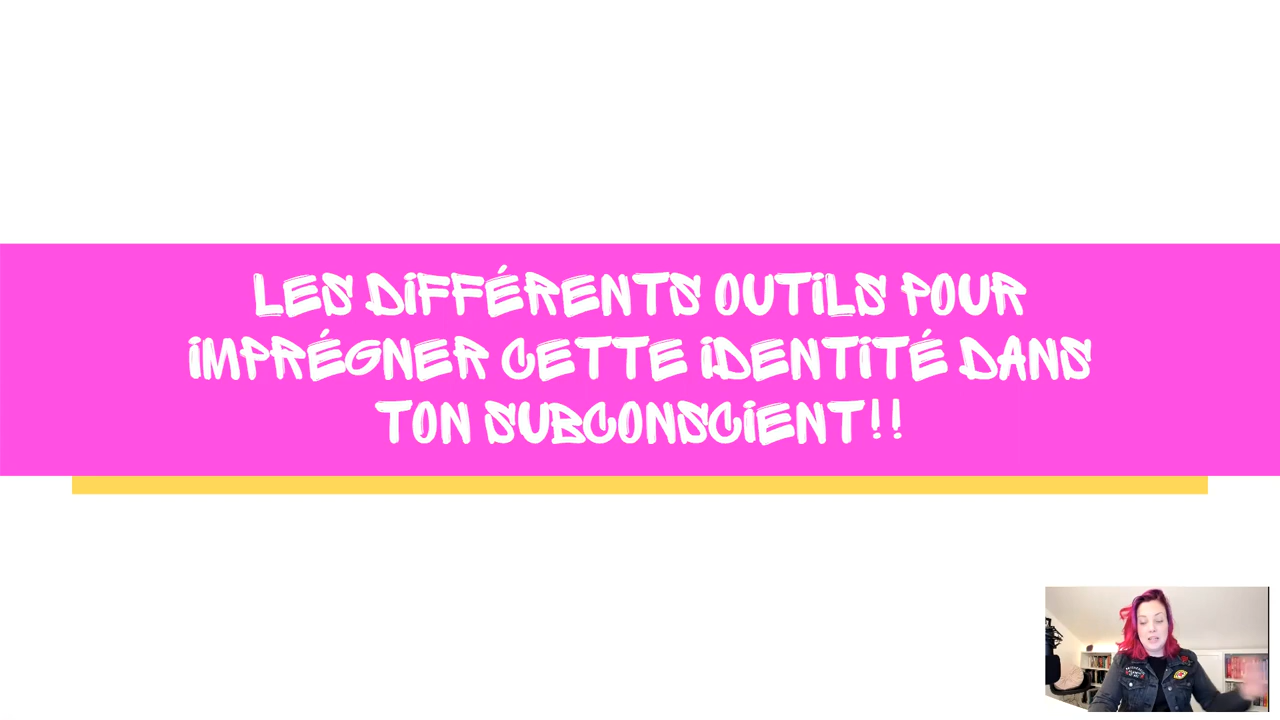 LES DIFFÉRENTS OUTILS POUR
IMPRÉGNER CETTE IDENTITÉ DANS
TON SUBCONSCIENT!!